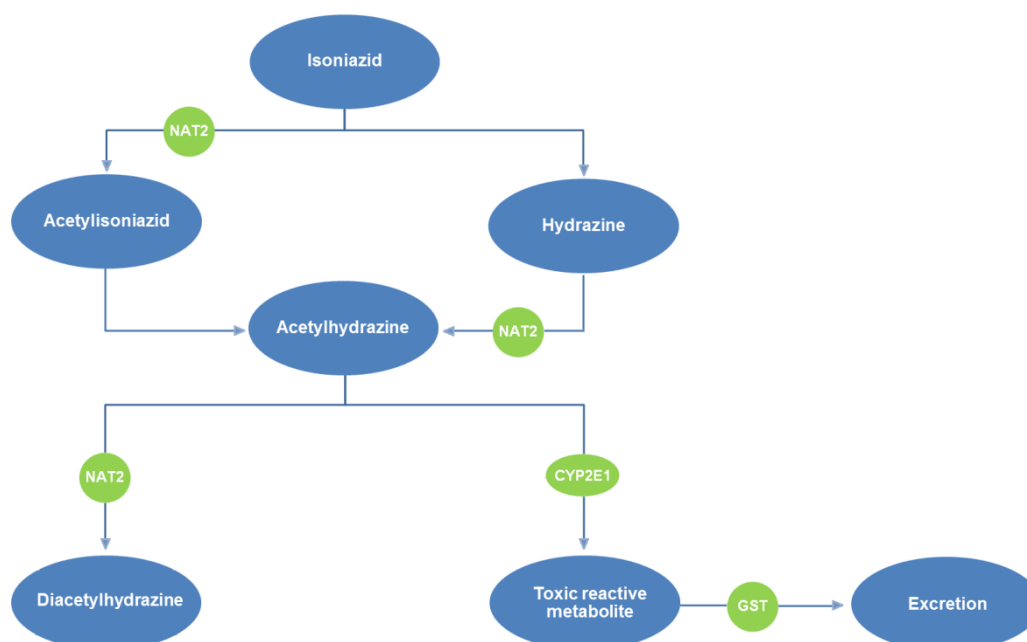 Isoniazid
NAT2
Acetylisoniazid
Hydrazine
Acetylhydrazine
NAT2
NAT2
CYP2E1
Diacetylhydrazine
Toxic reactive
metabolite
GST
Excretion